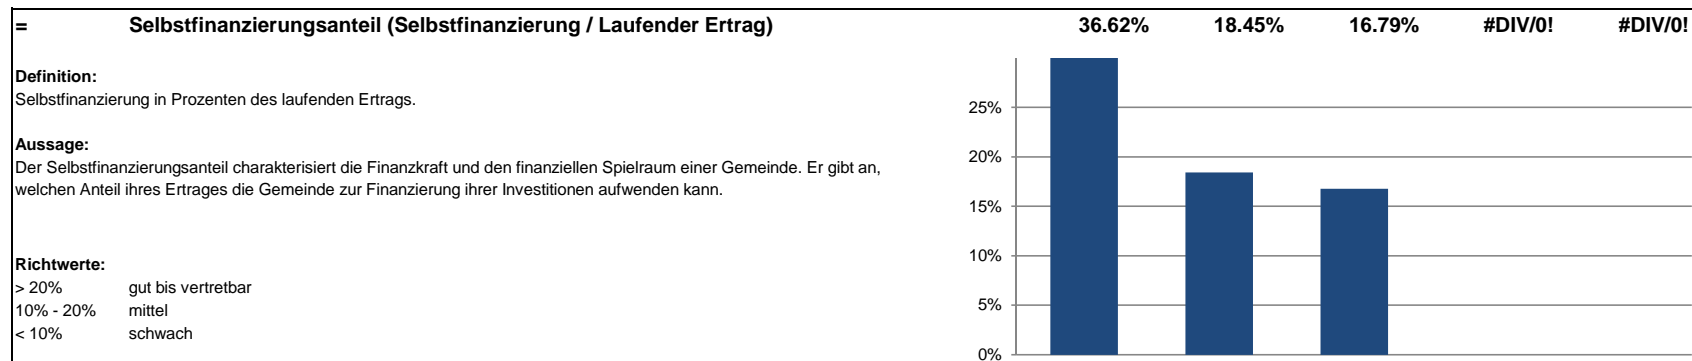 = Selbstfinanzierungsanteil (Selbstfinanzierung / Laufender Ertrag) 36.62% 18.45% 16.79% #DIV/0! #DIV/0!
Definition:
Selbstfinanzierung in Prozenten des laufenden Ertrags.
Aussage:
Der Selbstfinanzierungsanteil charakterisiert die Finanzkraft und den finanziellen Spielraum einer Gemeinde. Er gibt an,
welchen Anteil ihres Ertrages die Gemeinde zur Finanzierung ihrer Investitionen aufwenden kann.
Richtwerte:
> 20% gut bis vertretbar
10% - 20% mittel
< 10% schwach
25%
20%
15%
10%
5%
0%